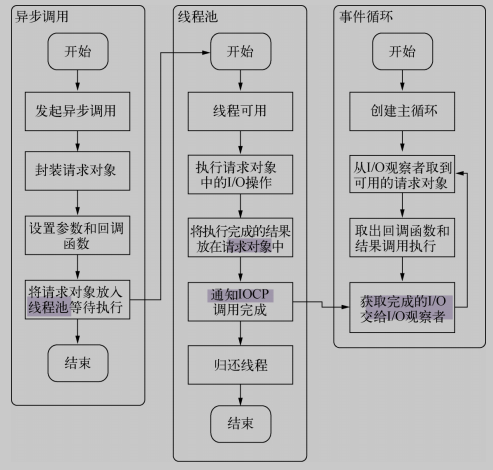 异步调用
开始
发起异步调用
封装请求对象
设置参数和回调
函数
将请求对象放入
线程池等待执行
结束
线程池
开始
线程可用
执行请求对象
中的I/O操作
将执行完成的结果
放在请求对象中
通知IOCP
调用完成
归还线程
结束
事件循环
开始
创建主循环
从I/O观察者取到
可用的请求对象
取出回调函数和
结果调用执行
获取完成的I/O
交给I/O观察者